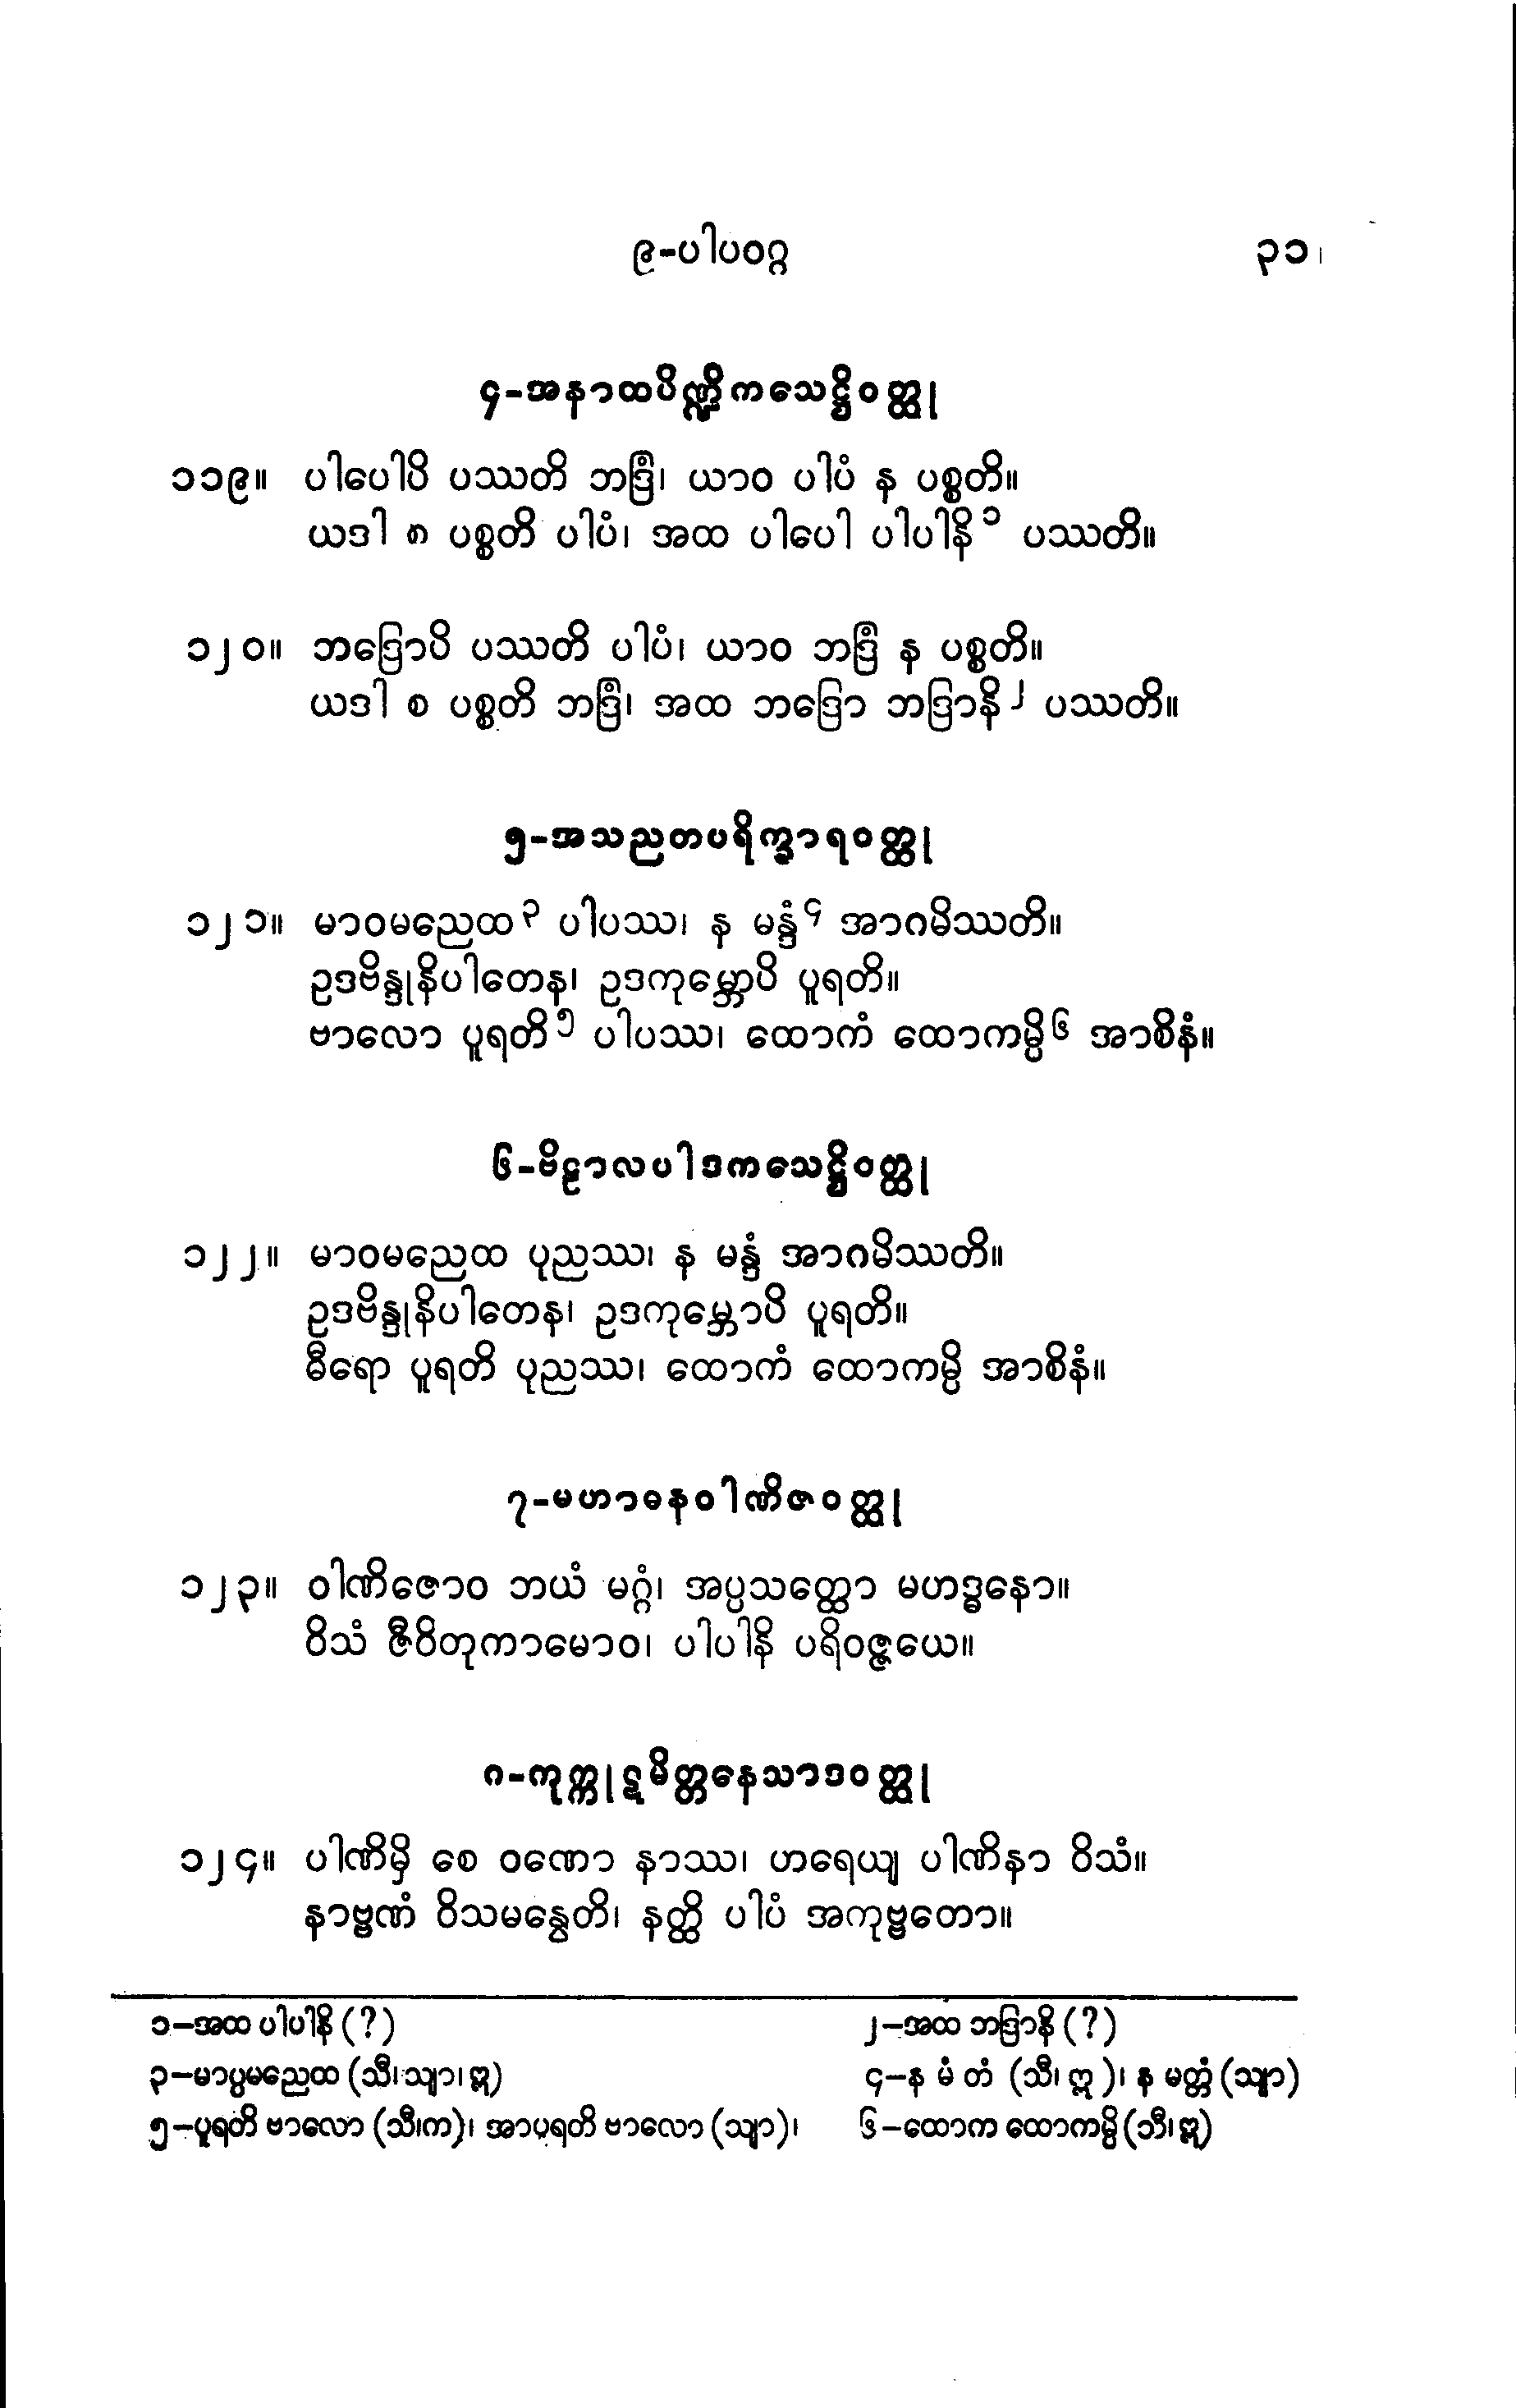 ၉-ပါပဝဂ္ဂ ၃၁
၄-အနာထပိဏ္ဍိကသေဋ္ဌိဝတ္ထု
၁၁၉။ ပါပေါပိ ပဿတိ ဘဒြံ၊ ယာဝ ပါပံ န ပစ္စတိ။
ယဒါ စ ပစ္စတိ ပါပံ၊ အထ ပါပေါ ပါပါနိ၁ ပဿတိ။
၁၂၀။ ဘဒြောပိ ပဿတိ ပါပံ၊ ယာဝ ဘဒြံ န ပစ္စတိ။
ယဒါ စ ပစ္စတိ ဘဒြံ၊ အထ ဘဒြော ဘဒြာနိ၂ ပဿတိ။
၅-အသညတပရိက္ခာရဝတ္ထု
၁၂၁။ မာဝမညေထ၃ ပါပဿ၊ န မန္ဒံ၄ အာဂမိဿတိ။
ဥဒဗိန္ဒုနိပါတေန၊ ဥဒကုမ္ဘောပိ ပူရတိ။
ဗာလော ပူရတိ၅ ပါပဿ၊ ထောကံ ထောကမ္ပိ၆ အာစိနံ။
၆-ဗိဠာလပါဒကသေဋ္ဌိဝတ္ထု
၁၂၂။ မာဝမညေထ ပုညဿ၊ န မန္ဒံ အာဂမိဿတိ။
ဥဒဗိန္ဒုနိပါတေန၊ ဥဒကုမ္ဘောပိ ပူရတိ။
ဓီရော ပူရတိ ပုညဿ၊ ထောကံ ထောကမ္ပိ အာစိနံ။
၇-မဟာဓနဝါဏိဇဝတ္ထု
၁၂၃။ ဝါဏိဇောဝ ဘယံ မဂ္ဂံ၊ အပ္ပသတ္ထော မဟဒ္ဓနော။
ဝိသံ ဇီဝိတုကာမောဝ၊ ပါပါနိ ပရိဝဇ္ဇယေ။
၈-ကုက္ကုဋမိတ္တနေသာဒဝတ္ထု
၁၂၄။ ပါဏိမှိ စေ ဝဏော နာဿ၊ ဟရေယျ ပါဏိနာ ဝိသံ။
နာဗ္ဗဏံ ဝိသမန္ဝေတိ၊ နတ္ထိ ပါပံ အကုဗ္ဗတော။
၁–အထ ပါပါနိ (?) ၂–အထ ဘဒြာနိ (?)
၃–မာပ္ပမညေထ (သီ၊သျာ၊ဣ) ၄–န မံ တံ (သီ၊ ဣ)၊ န မတ္တံ (သျာ)
၅–ပူရတိ ဗာလော (သီ၊က)၊ အာပူရတိ ဗာလော (သျာ)၊ ၆–ထောက ထောကမ္ပိ (သီ၊ဣ)